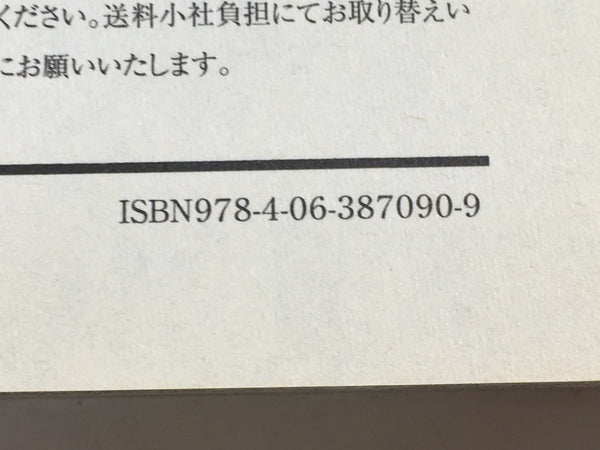 ください。送料小社負担にてお取り替えい
にお願いいたします。
ISBN978-4-06-387090-9